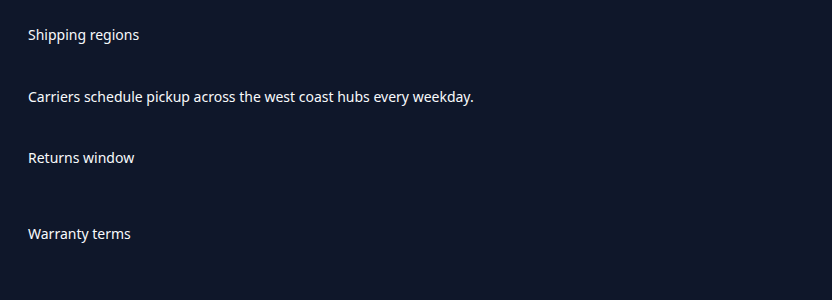 Shipping regions
Carriers schedule pickup across the west coast hubs every weekday.
Returns window
Warranty terms